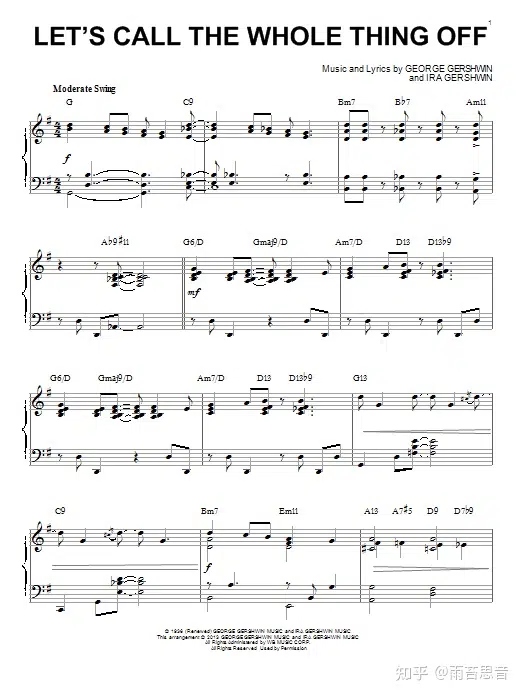 1
LET'S CALL THE WHOLE THING OFF
Music and Lyrics by GEORGE GERSHWIN
and IRA GERSHWIN
Moderate Swing
G C9 Bm7 B♭7 Am11
f
A♭9♯11 G6/D Gmaj9/D Am7/D D13 D13♭9
mf
G6/D Gmaj9/D Am7/D D13 D13♭9 G13
C9 Bm7 Em11 A13 A7♯5 D9 D7♭9
f
© 1936 (Renewed) GEORGE GERSHWIN MUSIC and IRA GERSHWIN MUSIC
This arrangement © 2013 GEORGE GERSHWIN MUSIC and IRA GERSHWIN MUSIC
All Rights Administered by WB MUSIC CORP.
All Rights Reserved Used by Permission
知乎 @雨苔思音